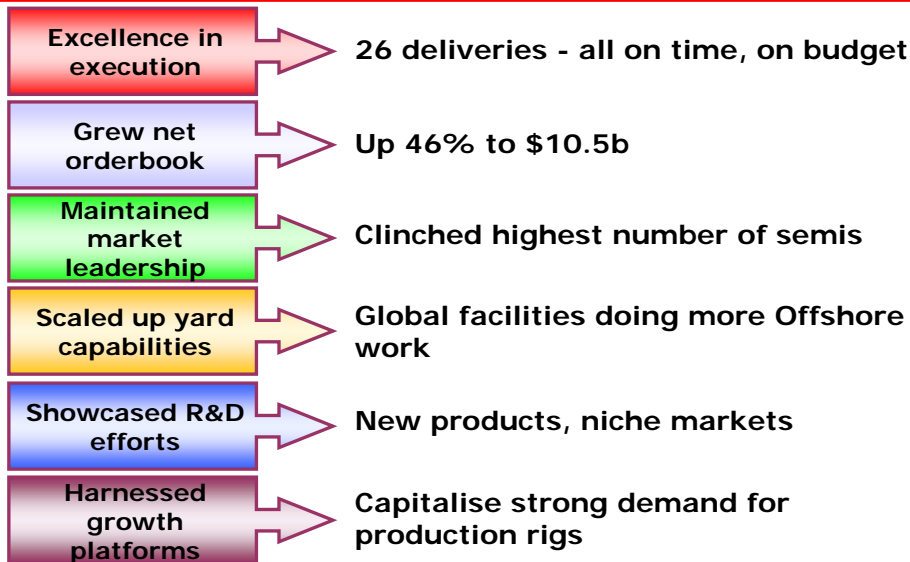 Excellence in
execution
26 deliveries - all on time, on budget
Grew net
orderbook
Up 46% to $10.5b
Maintained
market
leadership
Clinched highest number of semis
Scaled up yard
capabilities
Global facilities doing more Offshore
work
Showcased R&D
efforts
New products, niche markets
Harnessed
growth
platforms
Capitalise strong demand for
production rigs